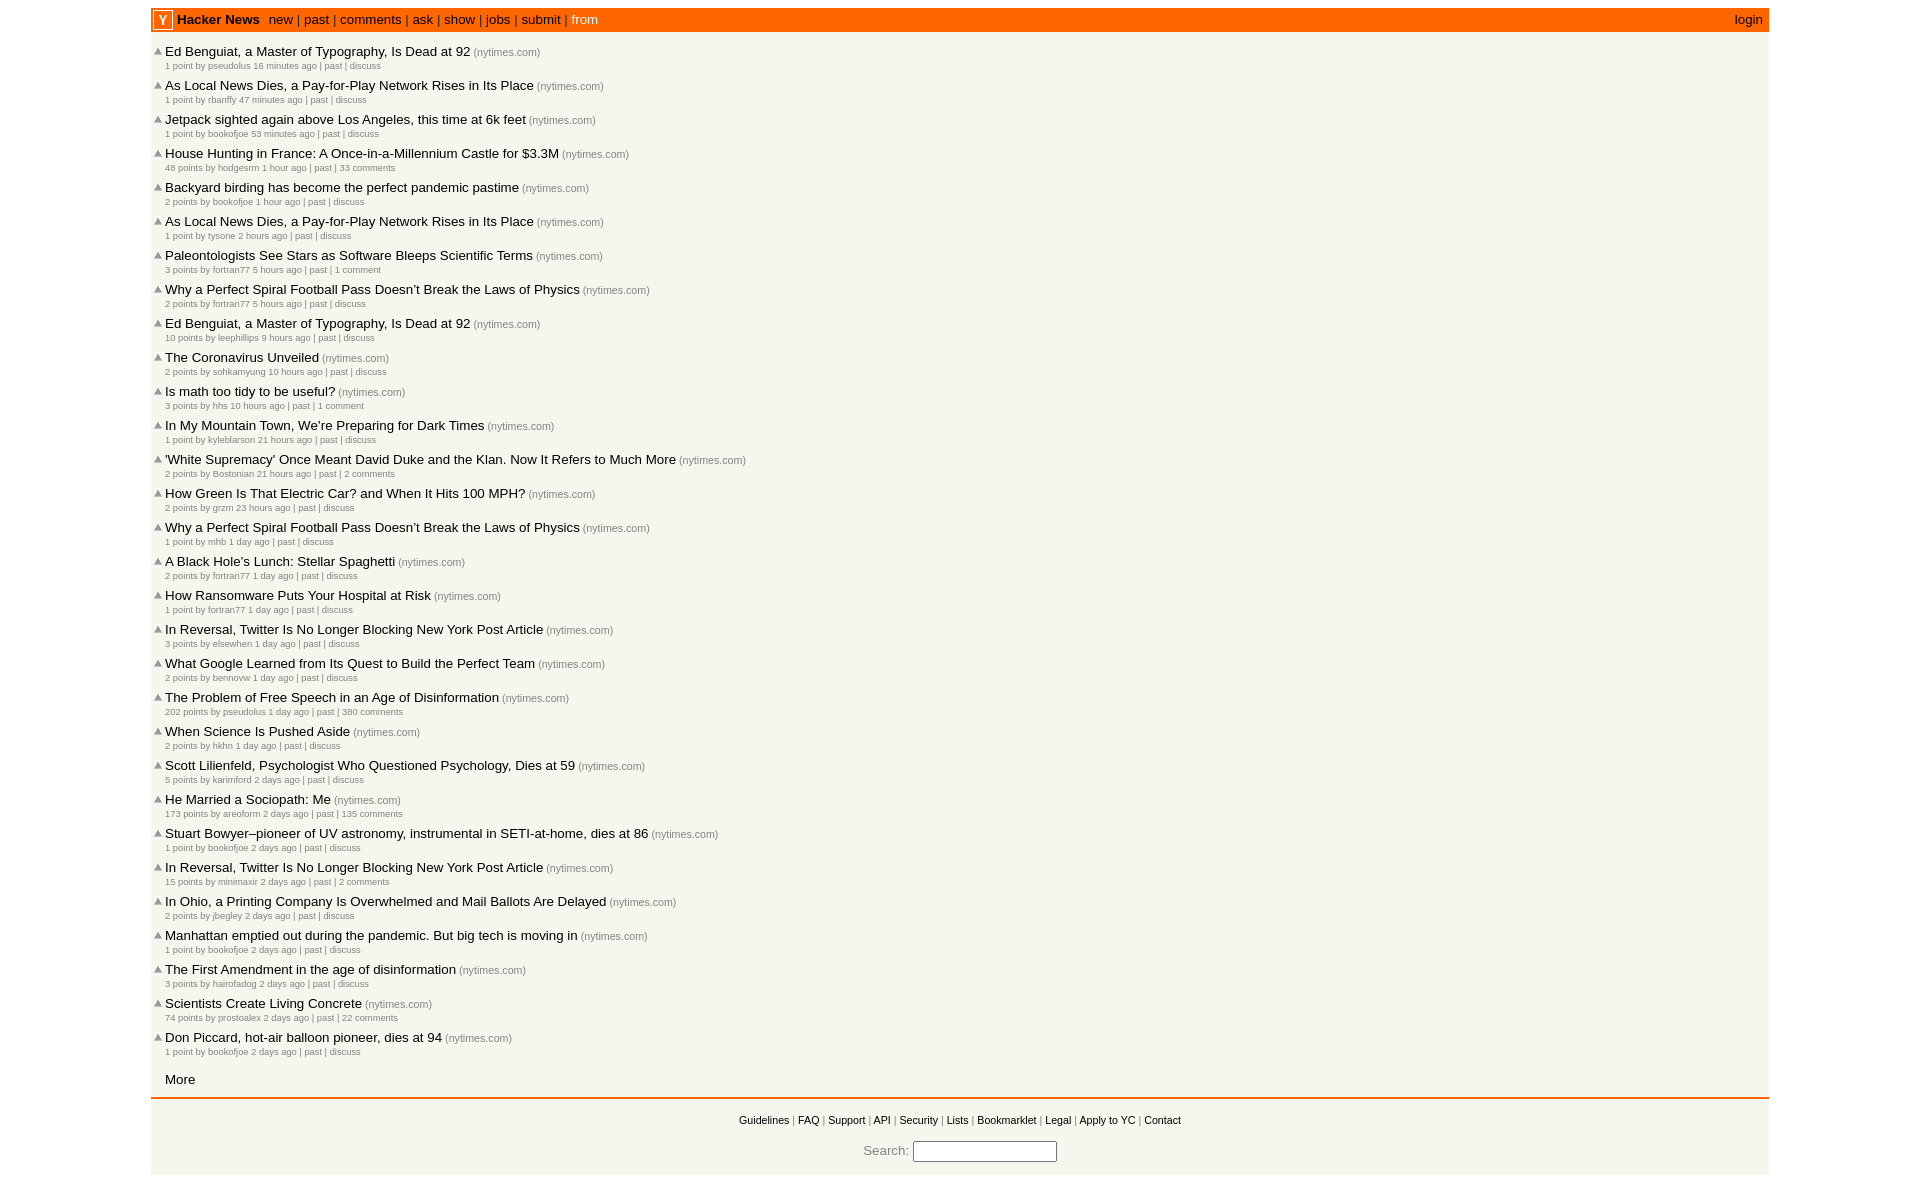 Y Hacker News new | past | comments | ask | show | jobs | submit | from login
Ed Benguiat, a Master of Typography, Is Dead at 92 (nytimes.com)
1 point by pseudolus 16 minutes ago | past | discuss
As Local News Dies, a Pay-for-Play Network Rises in Its Place (nytimes.com)
1 point by rbanffy 47 minutes ago | past | discuss
Jetpack sighted again above Los Angeles, this time at 6k feet (nytimes.com)
1 point by bookofjoe 53 minutes ago | past | discuss
House Hunting in France: A Once-in-a-Millennium Castle for $3.3M (nytimes.com)
48 points by hodgesrm 1 hour ago | past | 33 comments
Backyard birding has become the perfect pandemic pastime (nytimes.com)
2 points by bookofjoe 1 hour ago | past | discuss
As Local News Dies, a Pay-for-Play Network Rises in Its Place (nytimes.com)
1 point by tysone 2 hours ago | past | discuss
Paleontologists See Stars as Software Bleeps Scientific Terms (nytimes.com)
3 points by fortran77 5 hours ago | past | 1 comment
Why a Perfect Spiral Football Pass Doesn’t Break the Laws of Physics (nytimes.com)
2 points by fortran77 5 hours ago | past | discuss
Ed Benguiat, a Master of Typography, Is Dead at 92 (nytimes.com)
10 points by leephillips 9 hours ago | past | discuss
The Coronavirus Unveiled (nytimes.com)
2 points by sohkamyung 10 hours ago | past | discuss
Is math too tidy to be useful? (nytimes.com)
3 points by hhs 10 hours ago | past | 1 comment
In My Mountain Town, We’re Preparing for Dark Times (nytimes.com)
1 point by kyleblarson 21 hours ago | past | discuss
'White Supremacy' Once Meant David Duke and the Klan. Now It Refers to Much More (nytimes.com)
2 points by Bostonian 21 hours ago | past | 2 comments
How Green Is That Electric Car? and When It Hits 100 MPH? (nytimes.com)
2 points by grzm 23 hours ago | past | discuss
Why a Perfect Spiral Football Pass Doesn’t Break the Laws of Physics (nytimes.com)
1 point by mhb 1 day ago | past | discuss
A Black Hole’s Lunch: Stellar Spaghetti (nytimes.com)
2 points by fortran77 1 day ago | past | discuss
How Ransomware Puts Your Hospital at Risk (nytimes.com)
1 point by fortran77 1 day ago | past | discuss
In Reversal, Twitter Is No Longer Blocking New York Post Article (nytimes.com)
3 points by elsewhen 1 day ago | past | discuss
What Google Learned from Its Quest to Build the Perfect Team (nytimes.com)
2 points by bennovw 1 day ago | past | discuss
The Problem of Free Speech in an Age of Disinformation (nytimes.com)
202 points by pseudolus 1 day ago | past | 380 comments
When Science Is Pushed Aside (nytimes.com)
2 points by hkhn 1 day ago | past | discuss
Scott Lilienfeld, Psychologist Who Questioned Psychology, Dies at 59 (nytimes.com)
5 points by karimford 2 days ago | past | discuss
He Married a Sociopath: Me (nytimes.com)
173 points by areoform 2 days ago | past | 135 comments
Stuart Bowyer–pioneer of UV astronomy, instrumental in SETI-at-home, dies at 86 (nytimes.com)
1 point by bookofjoe 2 days ago | past | discuss
In Reversal, Twitter Is No Longer Blocking New York Post Article (nytimes.com)
15 points by minimaxir 2 days ago | past | 2 comments
In Ohio, a Printing Company Is Overwhelmed and Mail Ballots Are Delayed (nytimes.com)
2 points by jbegley 2 days ago | past | discuss
Manhattan emptied out during the pandemic. But big tech is moving in (nytimes.com)
1 point by bookofjoe 2 days ago | past | discuss
The First Amendment in the age of disinformation (nytimes.com)
3 points by hairofadog 2 days ago | past | discuss
Scientists Create Living Concrete (nytimes.com)
74 points by prostoalex 2 days ago | past | 22 comments
Don Piccard, hot-air balloon pioneer, dies at 94 (nytimes.com)
1 point by bookofjoe 2 days ago | past | discuss
More
Guidelines | FAQ | Support | API | Security | Lists | Bookmarklet | Legal | Apply to YC | Contact
Search: